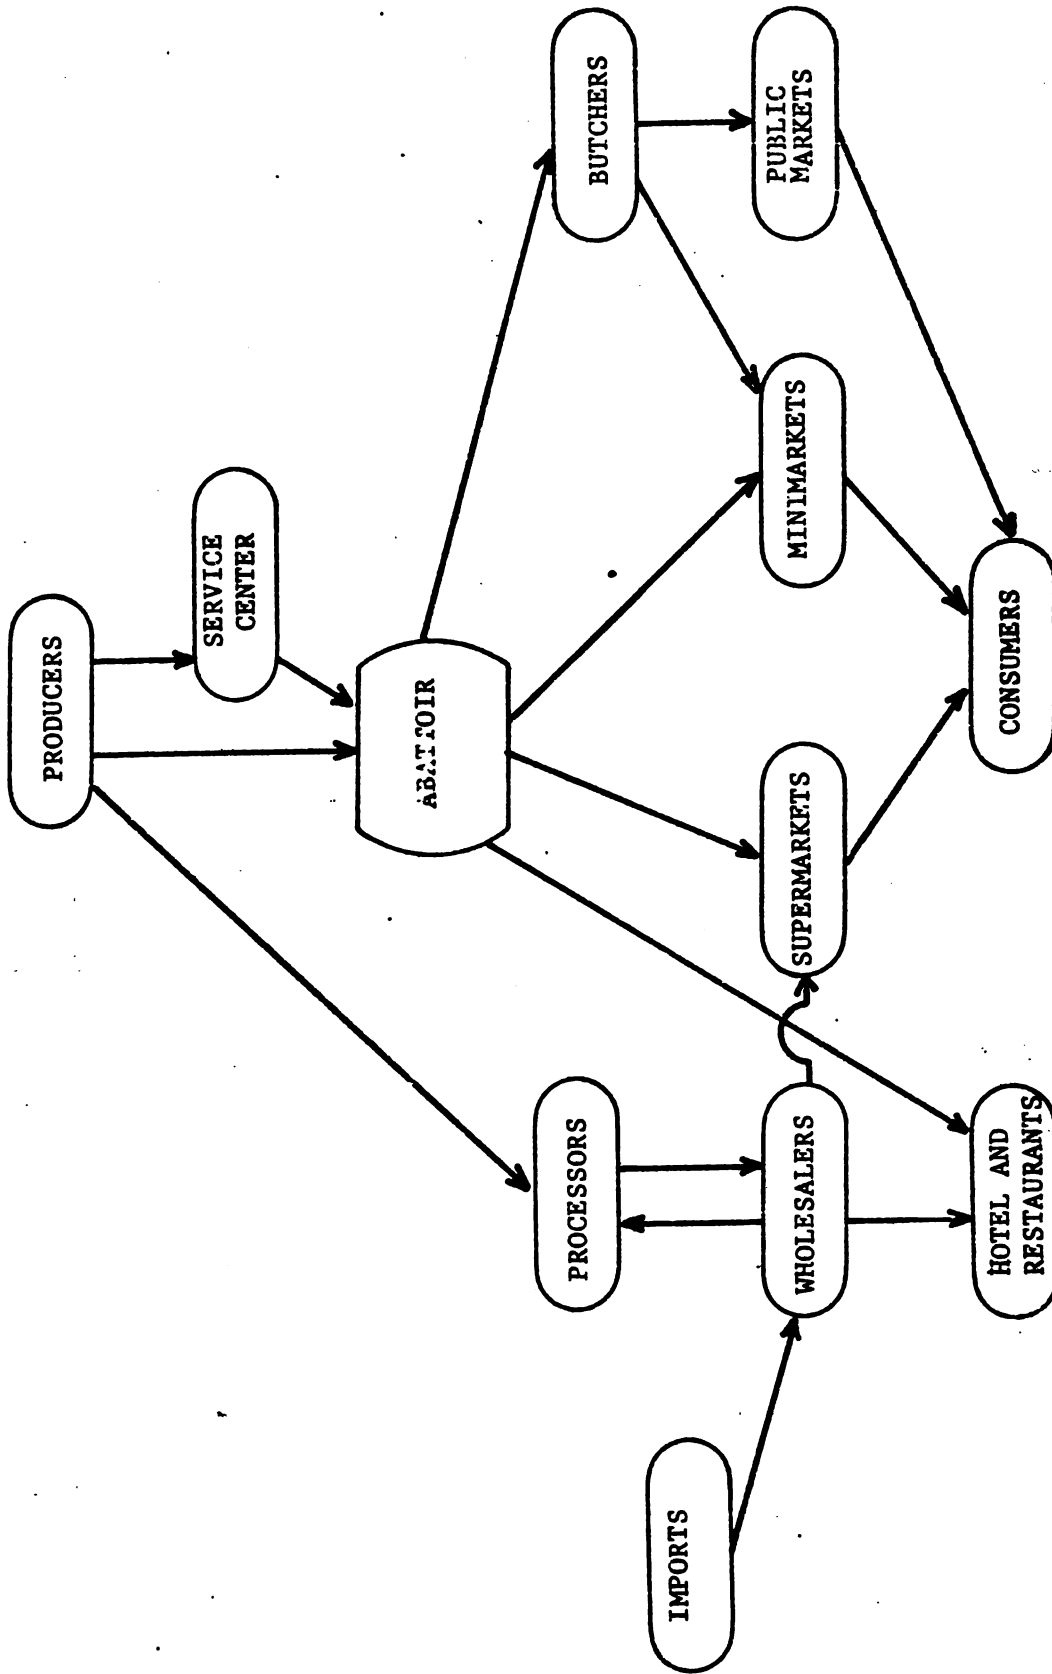 PRODUCERS
SERVICE
CENTER
ABATTOIR
BUTCHERS
PROCESSORS
IMPORTS
WHOLESALERS
SUPERMARKETS
MINIMARKETS
PUBLIC
MARKETS
HOTEL AND
RESTAURANTS
CONSUMERS